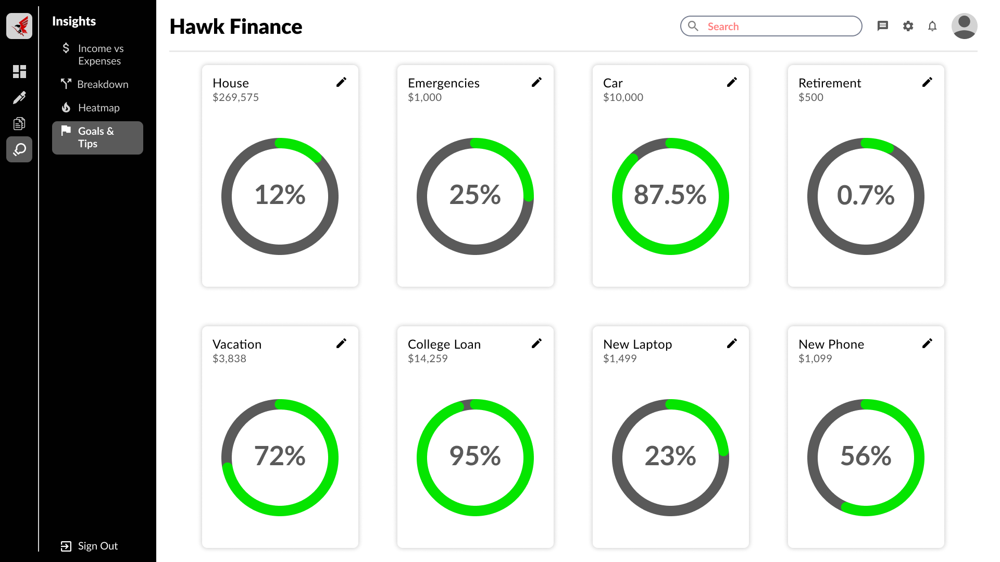 Insights
Income vs
Expenses
Breakdown
Heatmap
Goals &
Tips
Sign Out
Hawk Finance
Search
House
$269,575
12%
Emergencies
$1,000
25%
Car
$10,000
87.5%
Retirement
$500
0.7%
Vacation
$3,838
72%
College Loan
$14,259
95%
New Laptop
$1,499
23%
New Phone
$1,099
56%